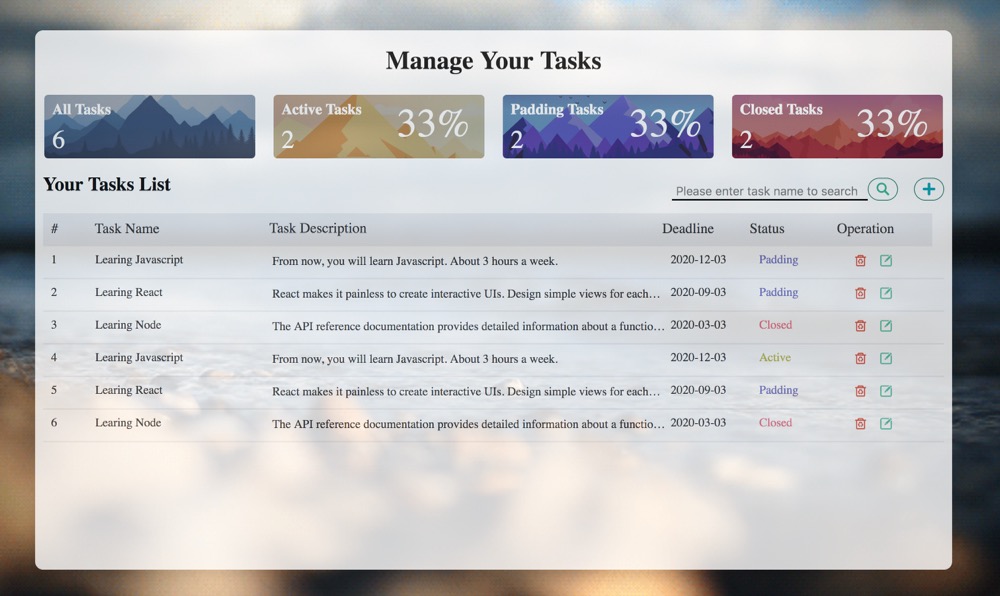 Manage Your Tasks
All Tasks
6
Active Tasks
2
33%
Padding Tasks
2
33%
Closed Tasks
2
33%
Your Tasks List
Please enter task name to search
# Task Name Task Description Deadline Status Operation
1 Learing Javascript From now, you will learn Javascript. About 3 hours a week. 2020-12-03 Padding
2 Learing React React makes it painless to create interactive UIs. Design simple views for each… 2020-09-03 Padding
3 Learing Node The API reference documentation provides detailed information about a functio… 2020-03-03 Closed
4 Learing Javascript From now, you will learn Javascript. About 3 hours a week. 2020-12-03 Active
5 Learing React React makes it painless to create interactive UIs. Design simple views for each… 2020-09-03 Padding
6 Learing Node The API reference documentation provides detailed information about a functio… 2020-03-03 Closed